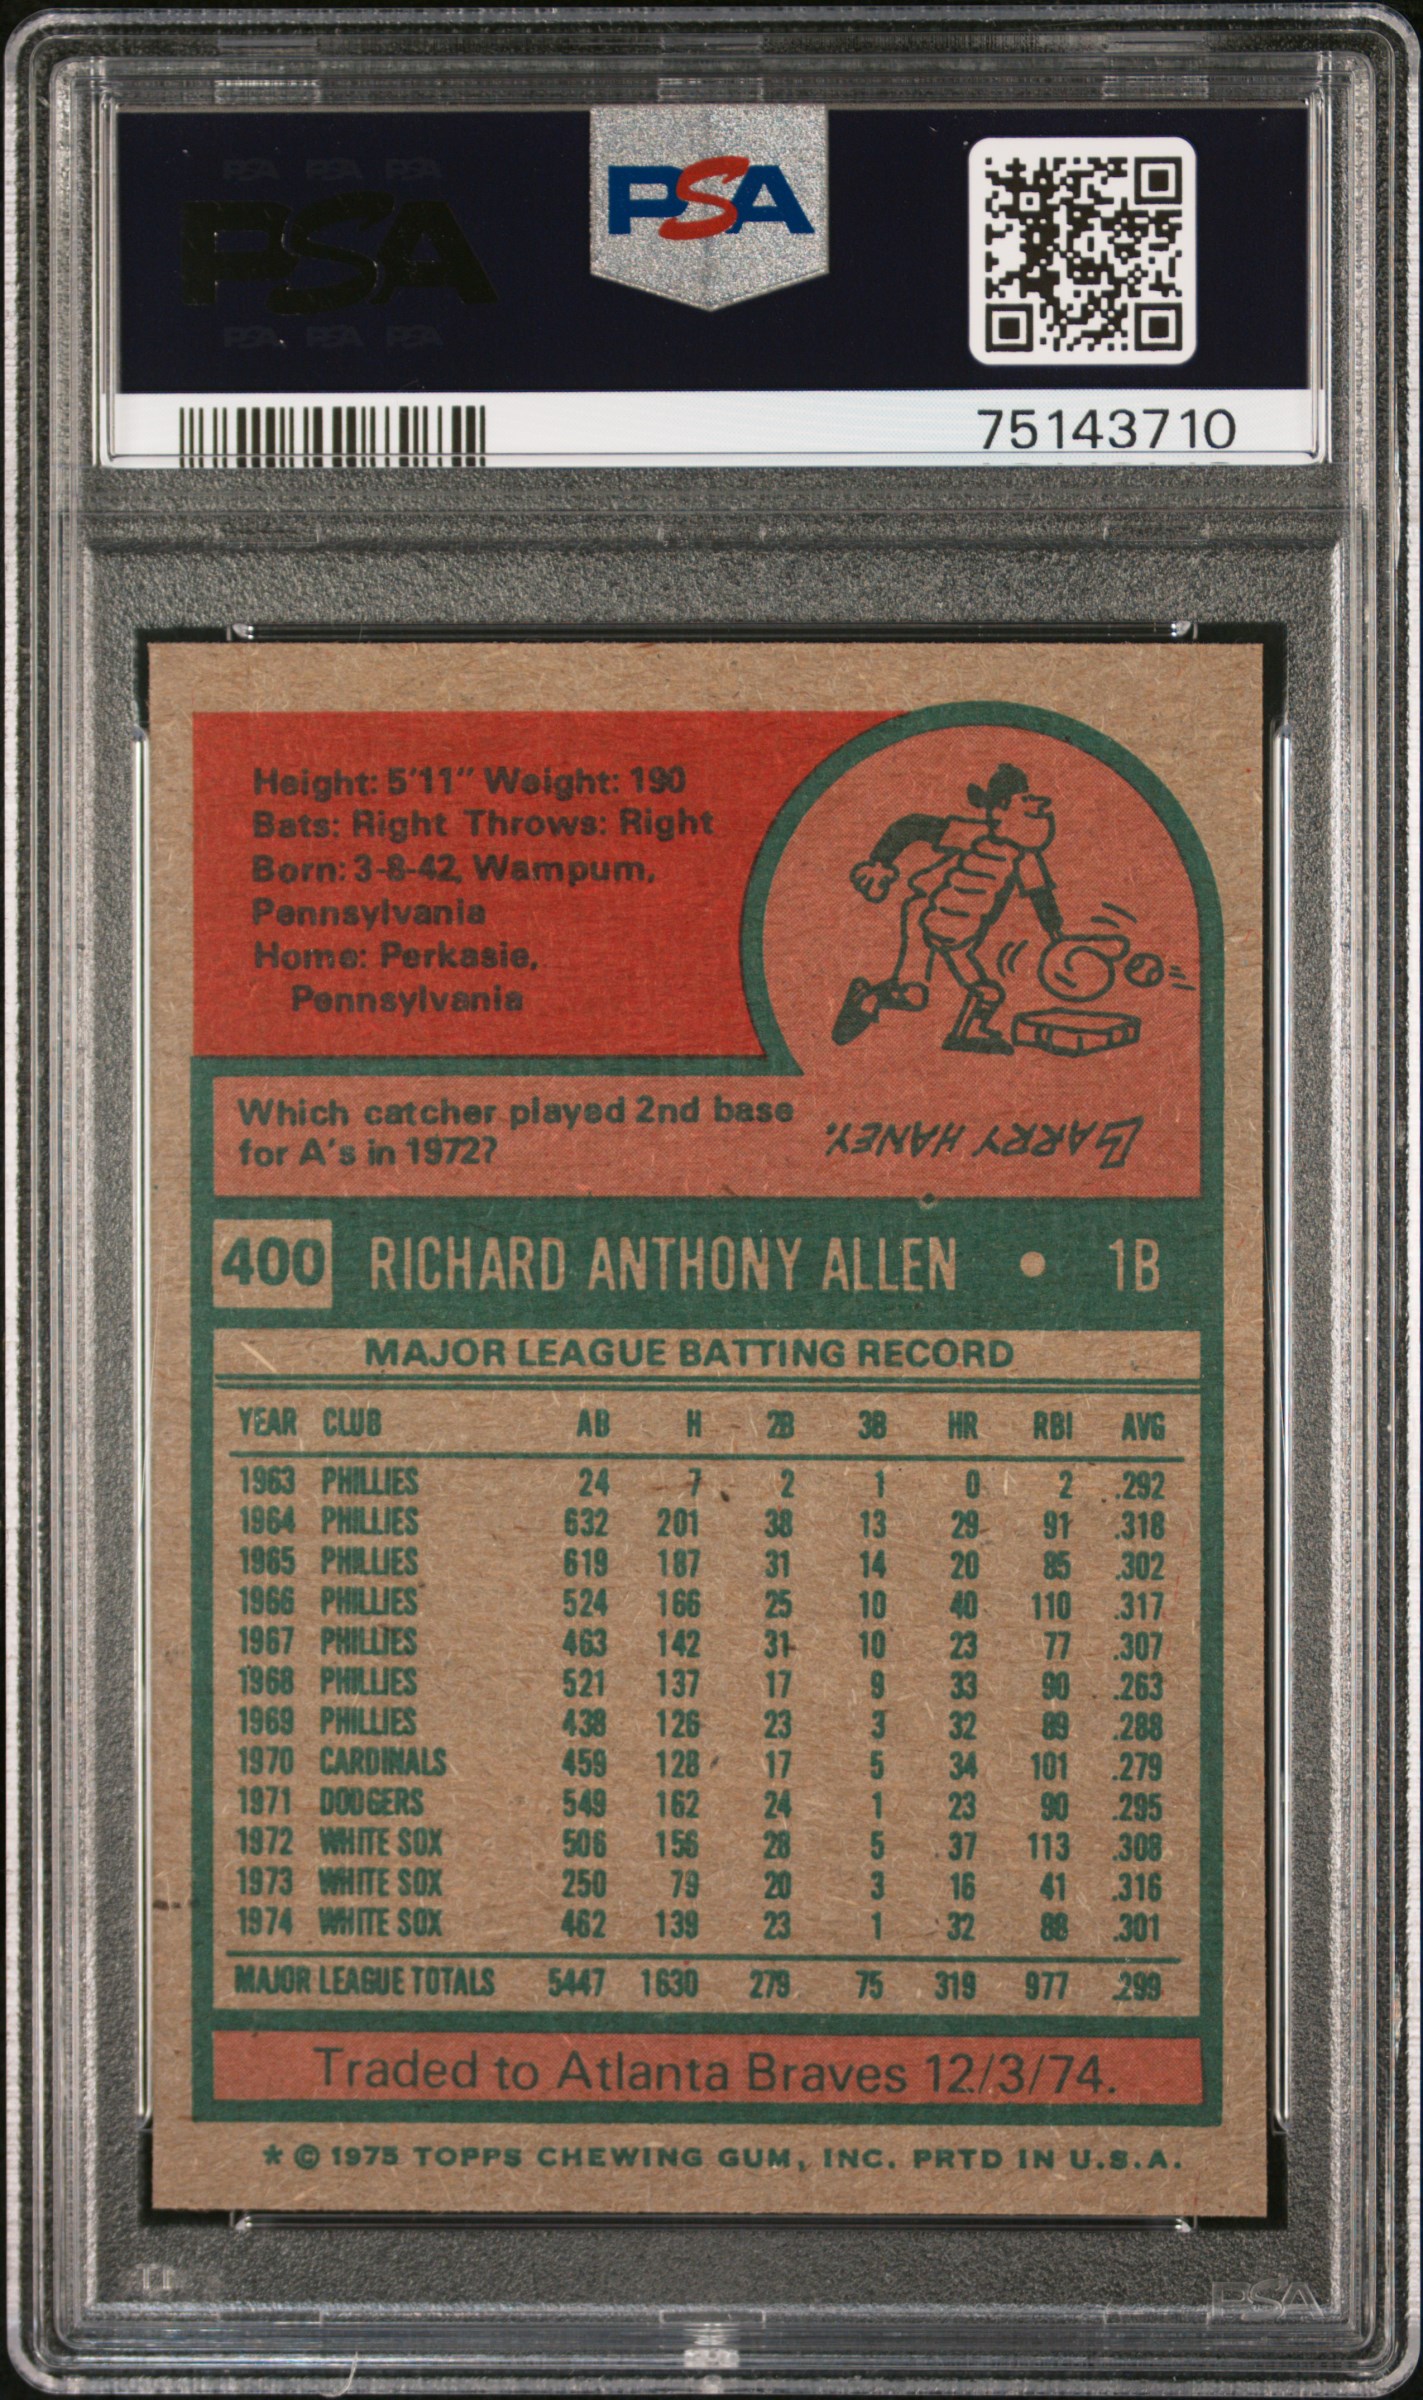 PSA PSA PSA
PSA
PSA PSA PSA
PSA
75143710
Height: 5'11" Weight: 190
Bats: Right Throws: Right
Born: 3-8-42, Wampum,
Pennsylvania
Home: Perkasie,
Pennsylvania
Which catcher played 2nd base
for A's in 1972?
LARRY HANEY.
400 RICHARD ANTHONY ALLEN • 1B
MAJOR LEAGUE BATTING RECORD
YEAR CLUB AB H 2B 3B HR RBI AVG
1963 PHILLIES 24 7 2 1 0 2 .292
1964 PHILLIES 632 201 38 13 29 91 .318
1965 PHILLIES 619 187 31 14 20 85 .302
1966 PHILLIES 524 166 25 10 40 110 .317
1967 PHILLIES 463 142 31 10 23 77 .307
1968 PHILLIES 521 137 17 9 33 90 .263
1969 PHILLIES 438 126 23 3 32 89 .288
1970 CARDINALS 459 128 17 5 34 101 .279
1971 DODGERS 549 162 24 1 23 90 .295
1972 WHITE SOX 506 156 28 5 37 113 .308
1973 WHITE SOX 250 79 20 3 16 41 .316
1974 WHITE SOX 462 139 23 1 32 88 .301
MAJOR LEAGUE TOTALS 5447 1630 279 75 319 977 .299
Traded to Atlanta Braves 12/3/74.
* © 1975 TOPPS CHEWING GUM, INC. PRTD IN U.S.A.
PSA